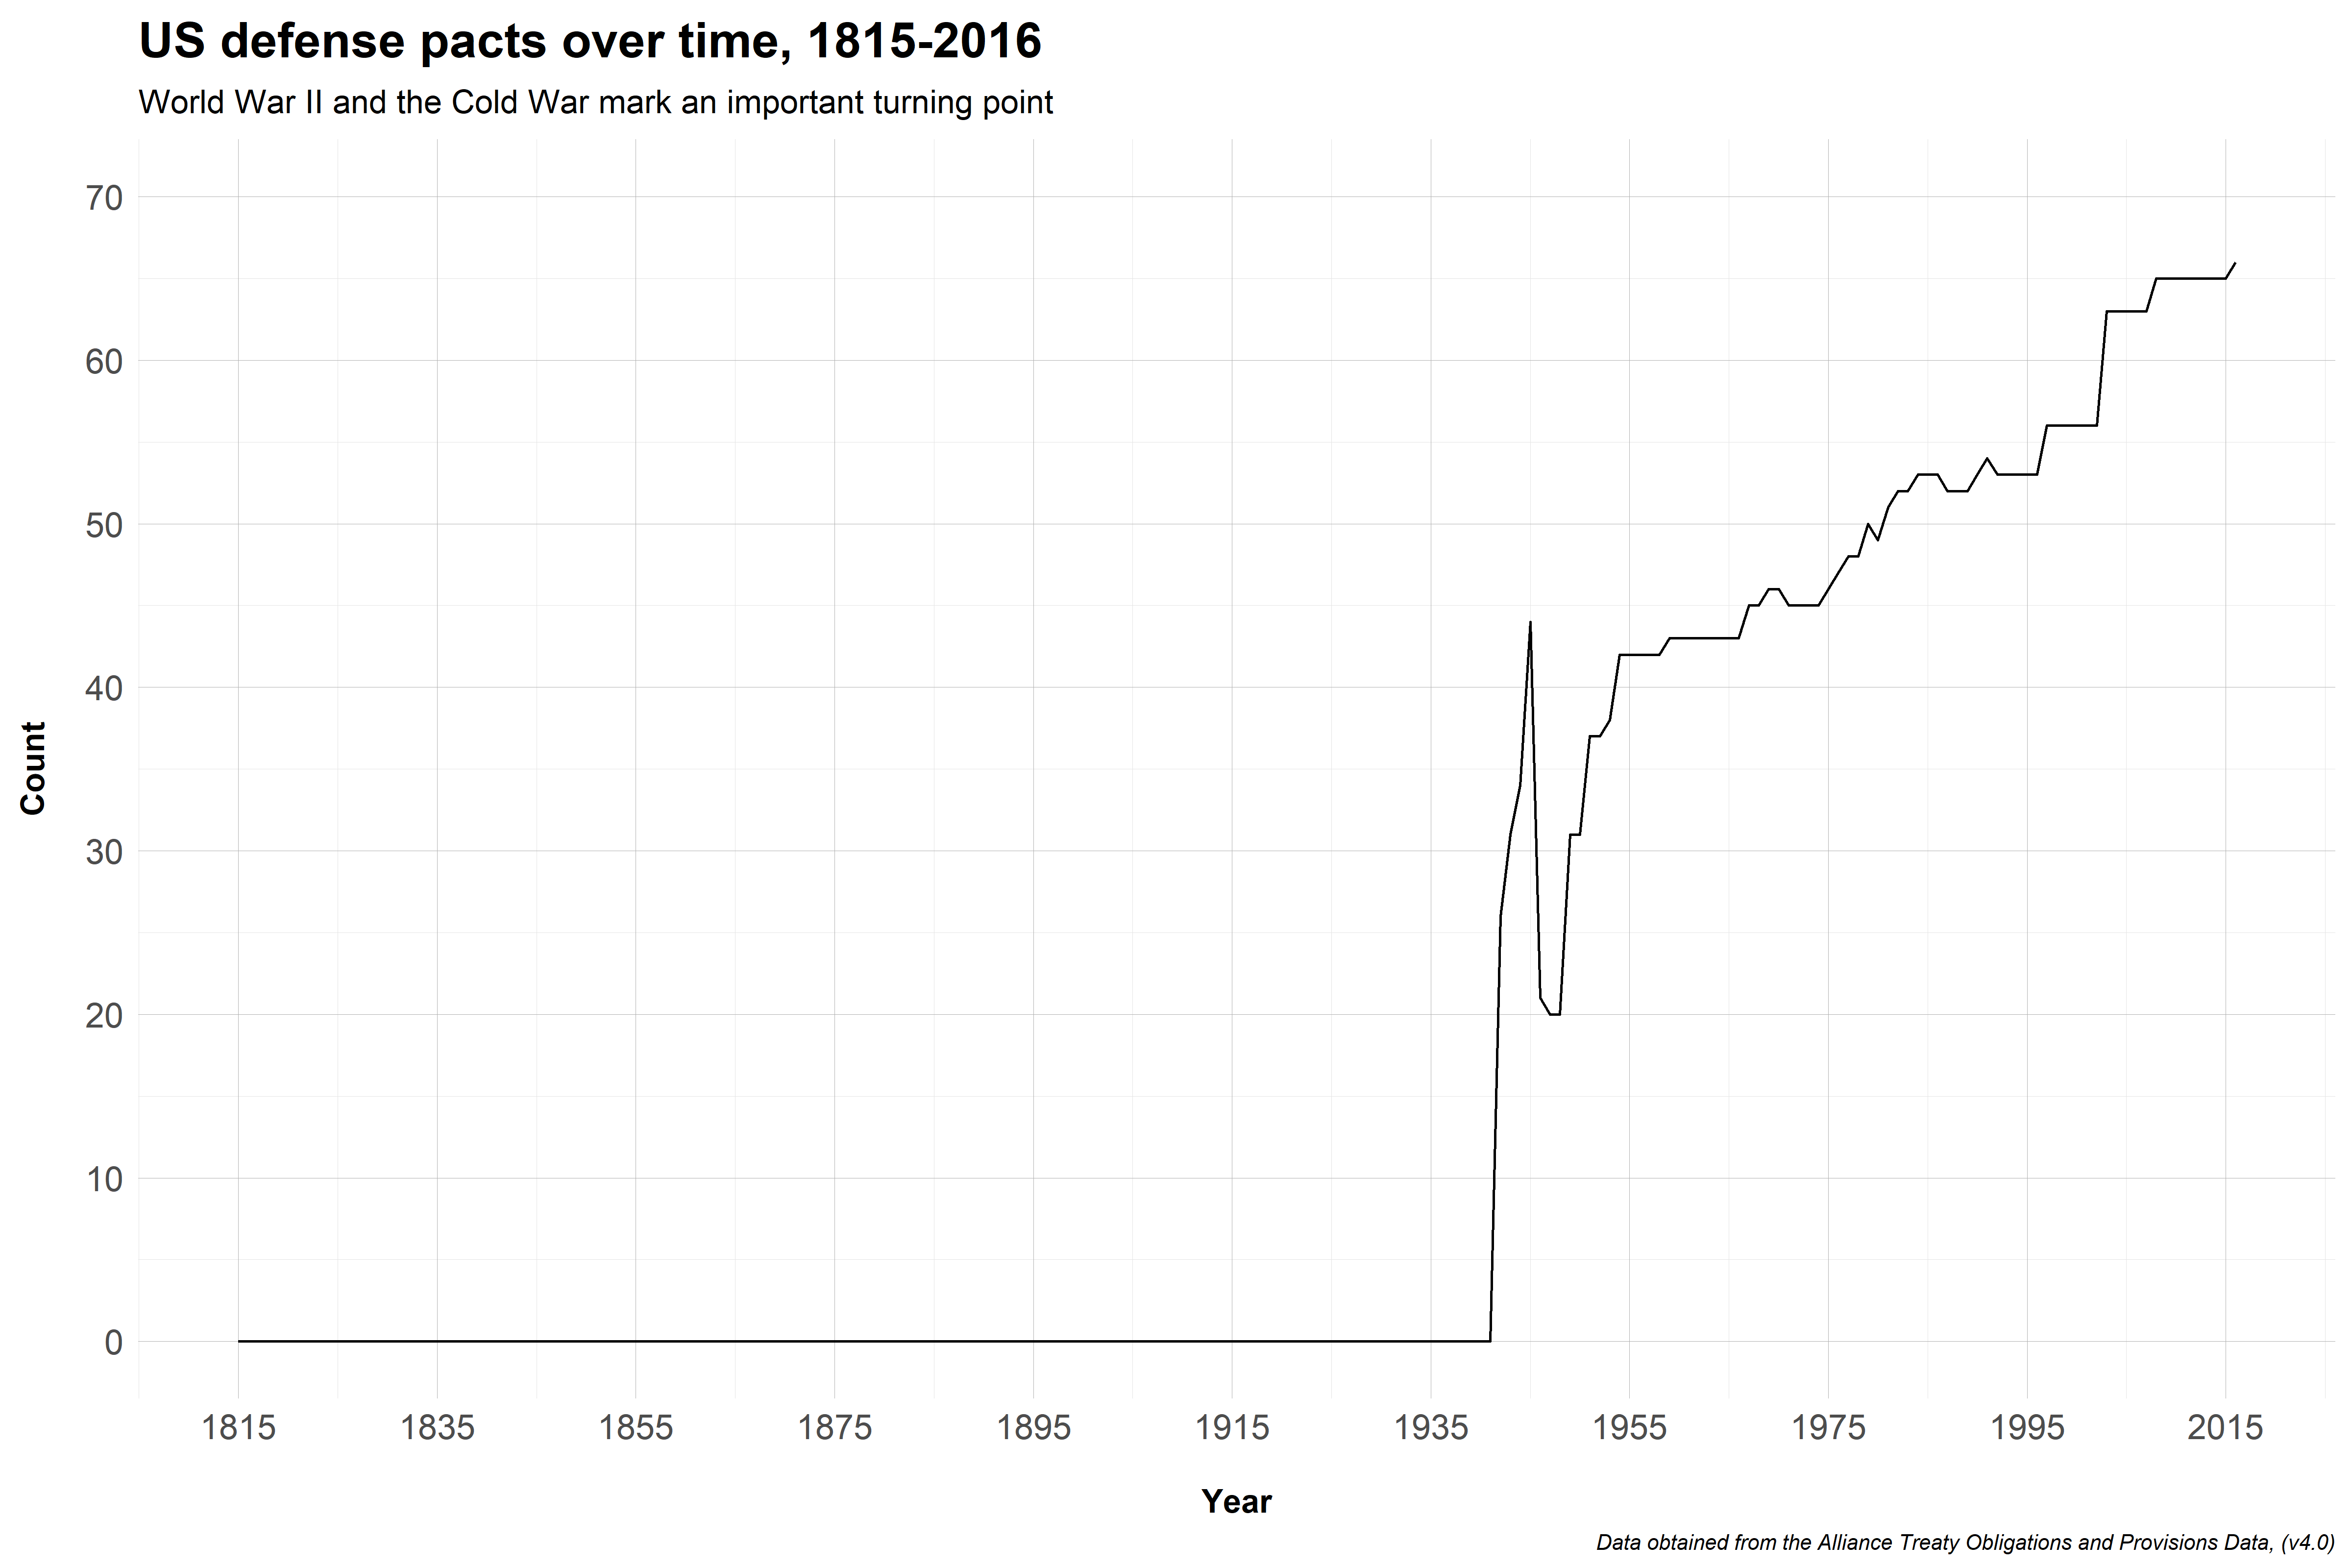 US defense pacts over time, 1815-2016
World War II and the Cold War mark an important turning point
70
60
50
40
30
20
10
0
Count
1815 1835 1855 1875 1895 1915 1935 1955 1975 1995 2015
Year
Data obtained from the Alliance Treaty Obligations and Provisions Data, (v4.0)